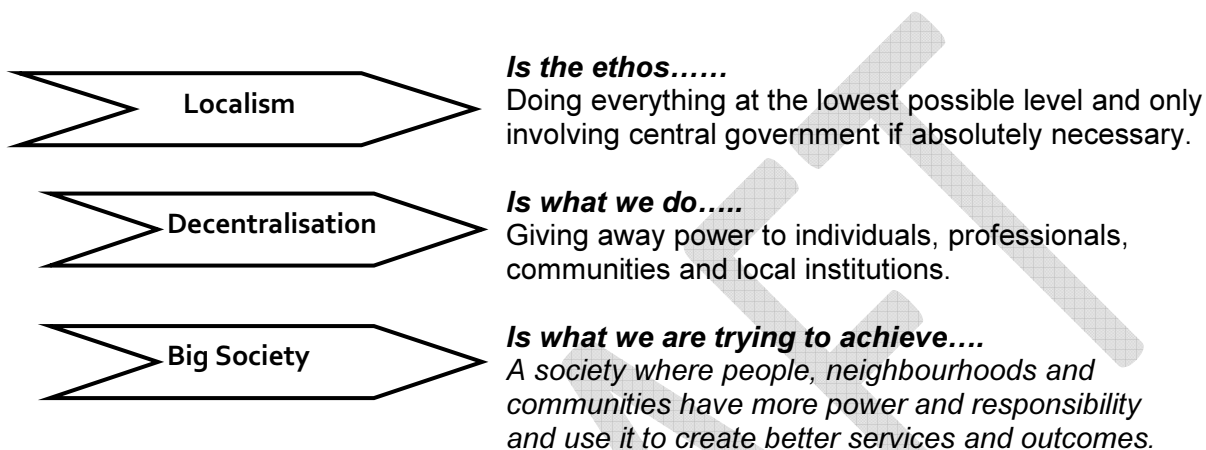 Localism
Is the ethos……
Doing everything at the lowest possible level and only
involving central government if absolutely necessary.
Decentralisation
Is what we do…..
Giving away power to individuals, professionals,
communities and local institutions.
Big Society
Is what we are trying to achieve….
A society where people, neighbourhoods and
communities have more power and responsibility
and use it to create better services and outcomes.